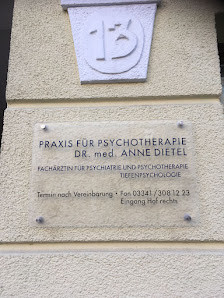 13
PRAXIS FÜR PSYCHOTHERAPIE
DR. med. ANNE DIETEL
FACHÄRZTIN FÜR PSYCHIATRIE UND PSYCHOTHERAPIE
TIEFENPSYCHOLOGIE
Termin nach Vereinbarung • Fon 03341/308 12 23
Eingang Hof rechts